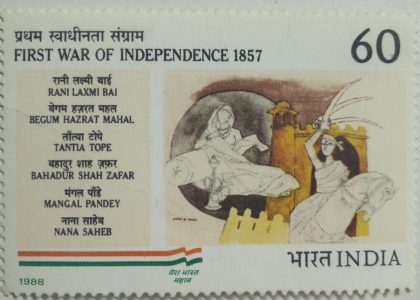 प्रथम स्वाधीनता संग्राम
FIRST WAR OF INDEPENDENCE 1857
60
रानी लक्ष्मी बाई
RANI LAXMI BAI
बेगम हज़रत महल
BEGUM HAZRAT MAHAL
ताँत्या टोपे
TANTIA TOPE
बहादुर शाह ज़फ़र
BAHADUR SHAH ZAFAR
मंगल पाँडे
MANGAL PANDEY
नाना साहेब
NANA SAHEB
मेरा भारत
महान
1988
भारत INDIA